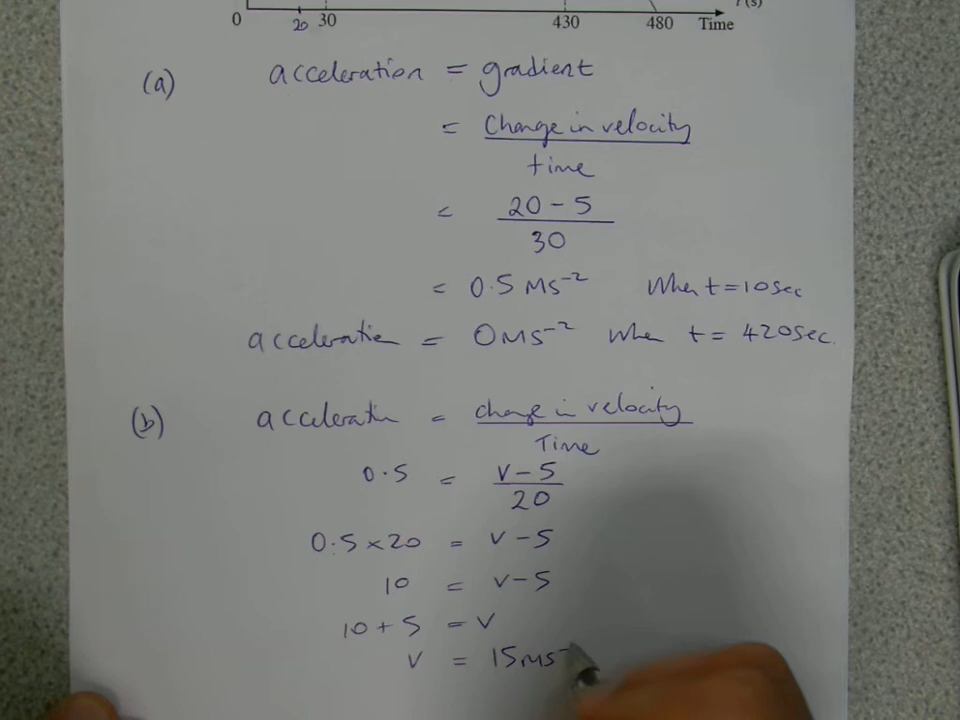 t (s)
0 20 30 430 480 Time
(a) acceleration = gradient
= Change in velocity
time
= 20 - 5
30
= 0.5 Ms⁻² When t = 10 sec
acceleration = 0 Ms⁻² When t = 420 sec.
(b) acceleratin = change in velocity
Time
0.5 = V - 5
20
0.5 × 20 = V - 5
10 = V - 5
10 + 5 = V
V = 15 ms⁻